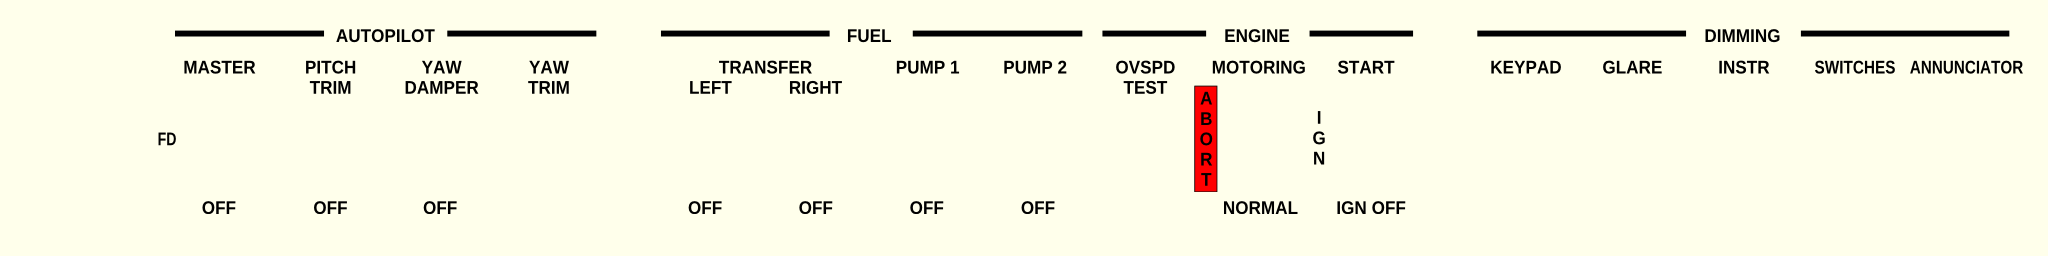 AUTOPILOT FUEL ENGINE DIMMING
MASTER PITCH YAW YAW TRANSFER PUMP 1 PUMP 2 OVSPD MOTORING START KEYPAD GLARE INSTR SWITCHES ANNUNCIATOR
TRIM DAMPER TRIM LEFT RIGHT TEST
A
B
O
R
T
I
G
N
FD
OFF OFF OFF OFF OFF OFF OFF NORMAL IGN OFF